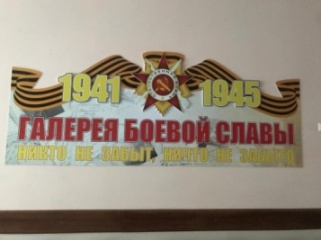 1941 1945
ГАЛЕРЕЯ БОЕВОЙ СЛАВЫ
НИКТО НЕ ЗАБЫТ, НИЧТО НЕ ЗАБЫТО